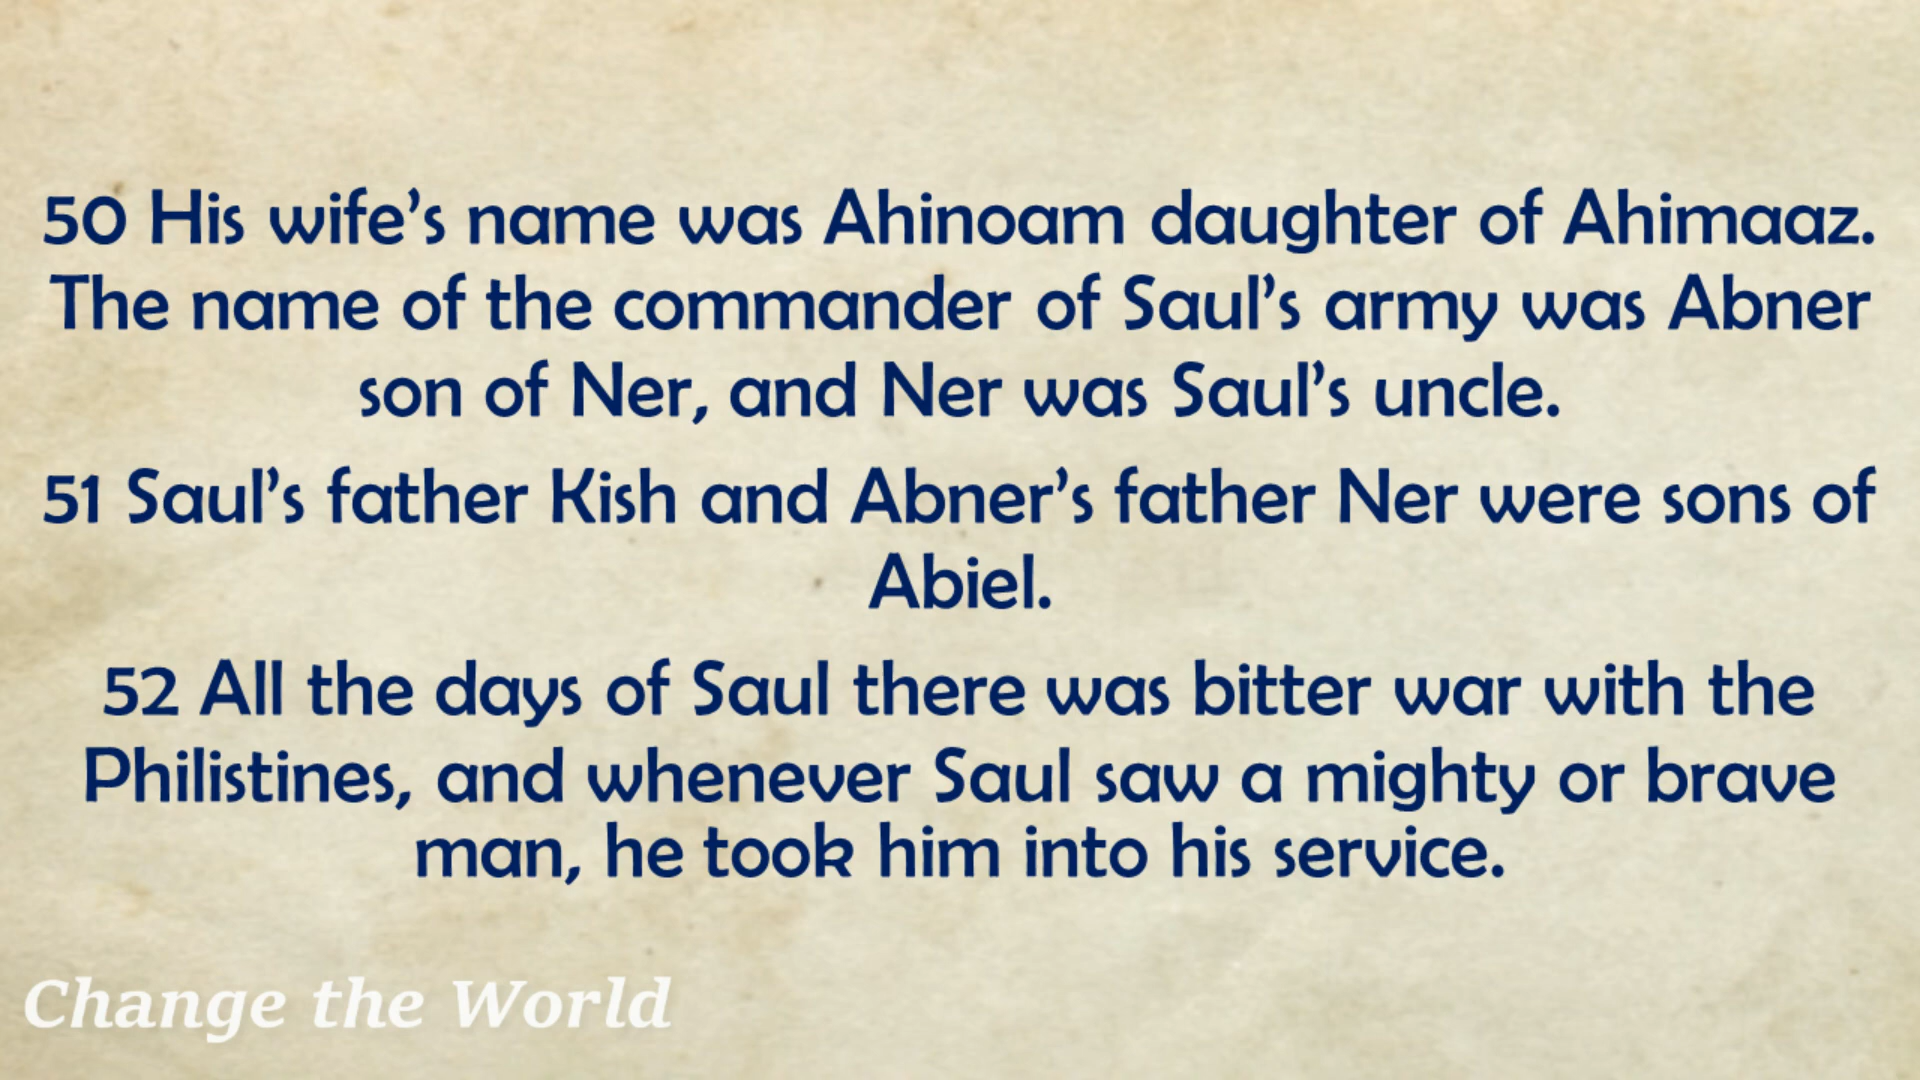 50 His wife’s name was Ahinoam daughter of Ahimaaz.
The name of the commander of Saul’s army was Abner
son of Ner, and Ner was Saul’s uncle.
51 Saul’s father Kish and Abner’s father Ner were sons of
Abiel.
52 All the days of Saul there was bitter war with the
Philistines, and whenever Saul saw a mighty or brave
man, he took him into his service.
Change the World